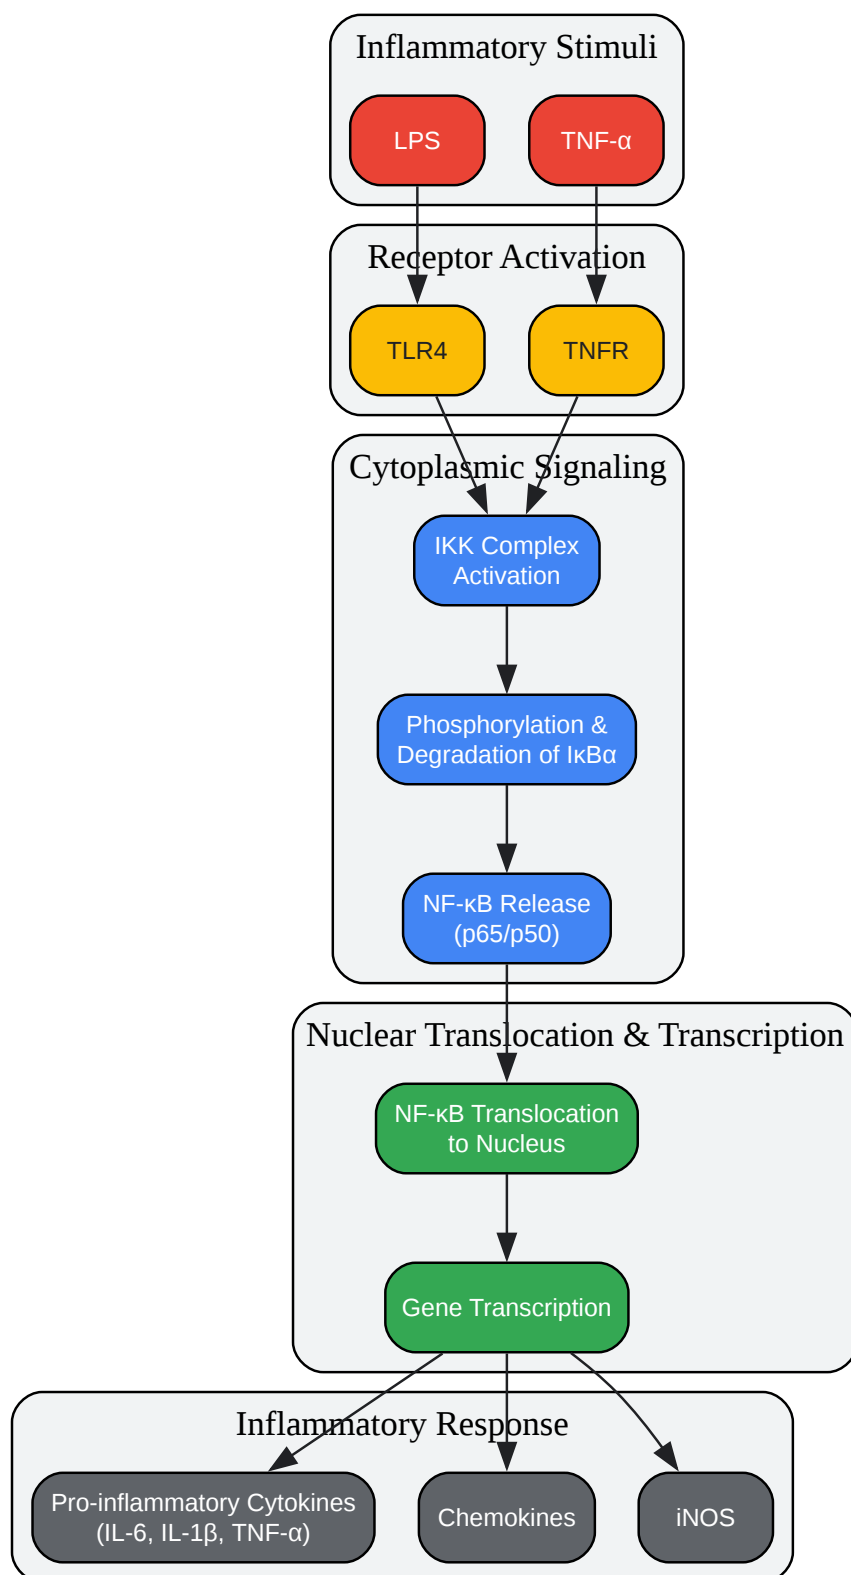 Inflammatory Stimuli
LPS
TNF-α
Receptor Activation
TLR4
TNFR
Cytoplasmic Signaling
IKK Complex
Activation
Phosphorylation &
Degradation of IκBα
NF-κB Release
(p65/p50)
Nuclear Translocation & Transcription
NF-κB Translocation
to Nucleus
Gene Transcription
Inflammatory Response
Pro-inflammatory Cytokines
(IL-6, IL-1β, TNF-α)
Chemokines
iNOS